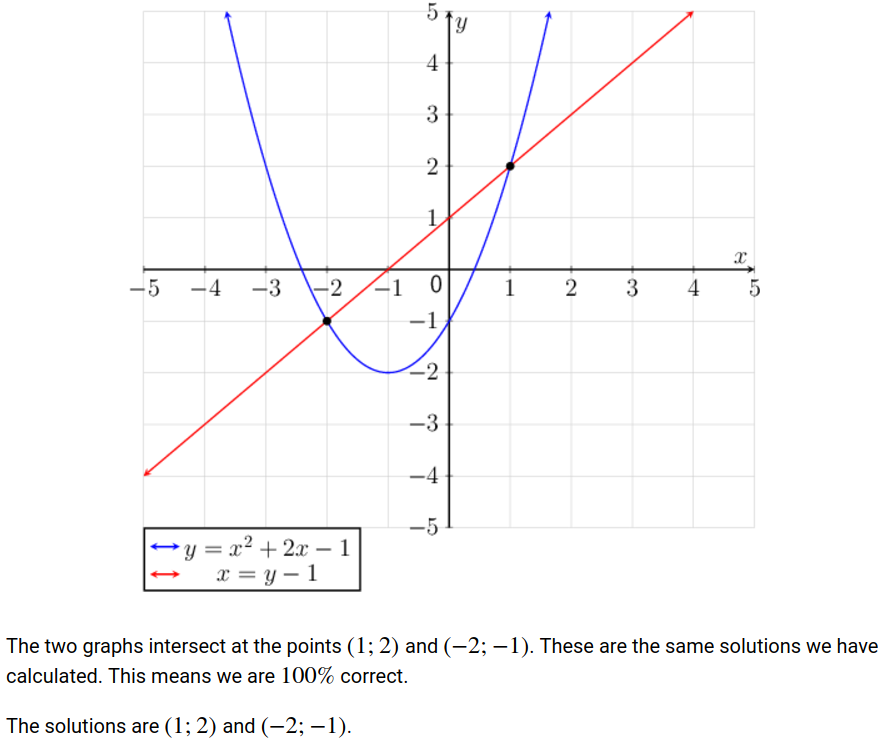 5
y
4
3
2
1
x
−5 −4 −3 −2 −1 0 1 2 3 4 5
−1
−2
−3
−4
−5
y = x² + 2x − 1
x = y − 1
The two graphs intersect at the points (1; 2) and (−2; −1). These are the same solutions we have
calculated. This means we are 100% correct.
The solutions are (1; 2) and (−2; −1).